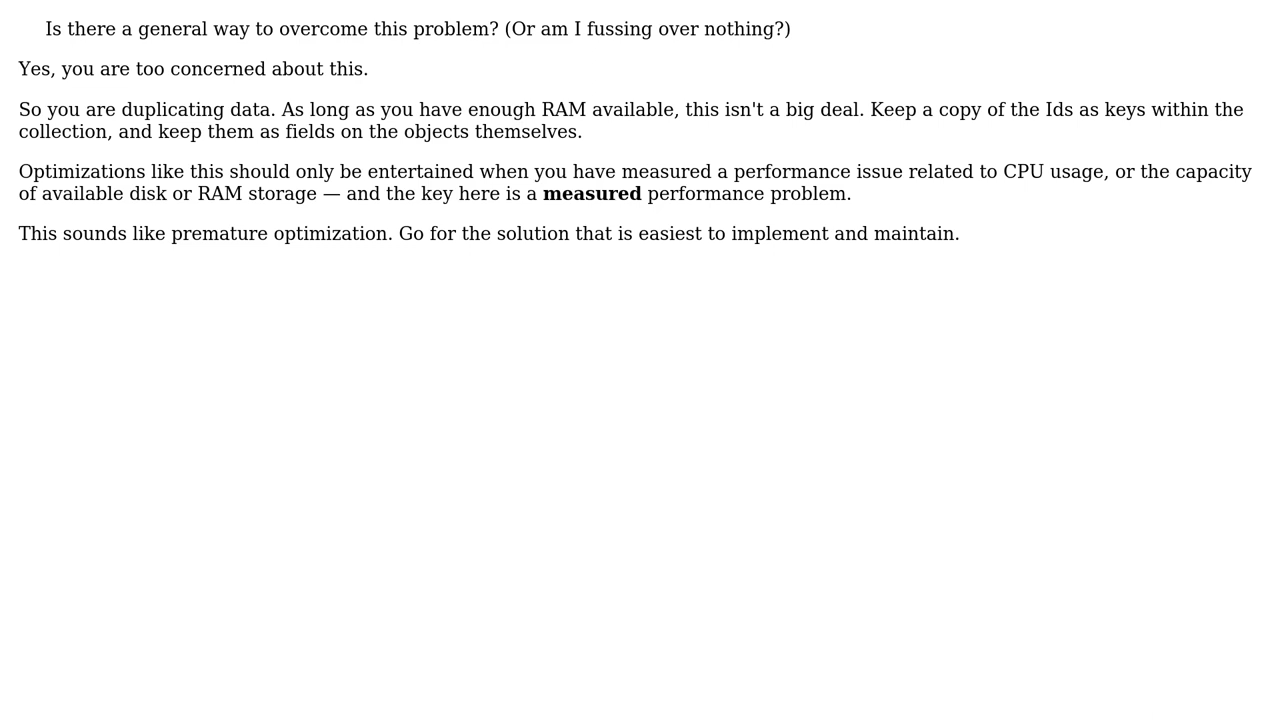 Is there a general way to overcome this problem? (Or am I fussing over nothing?)
Yes, you are too concerned about this.
So you are duplicating data. As long as you have enough RAM available, this isn't a big deal. Keep a copy of the Ids as keys within the
collection, and keep them as fields on the objects themselves.
Optimizations like this should only be entertained when you have measured a performance issue related to CPU usage, or the capacity
of available disk or RAM storage — and the key here is a measured performance problem.
This sounds like premature optimization. Go for the solution that is easiest to implement and maintain.